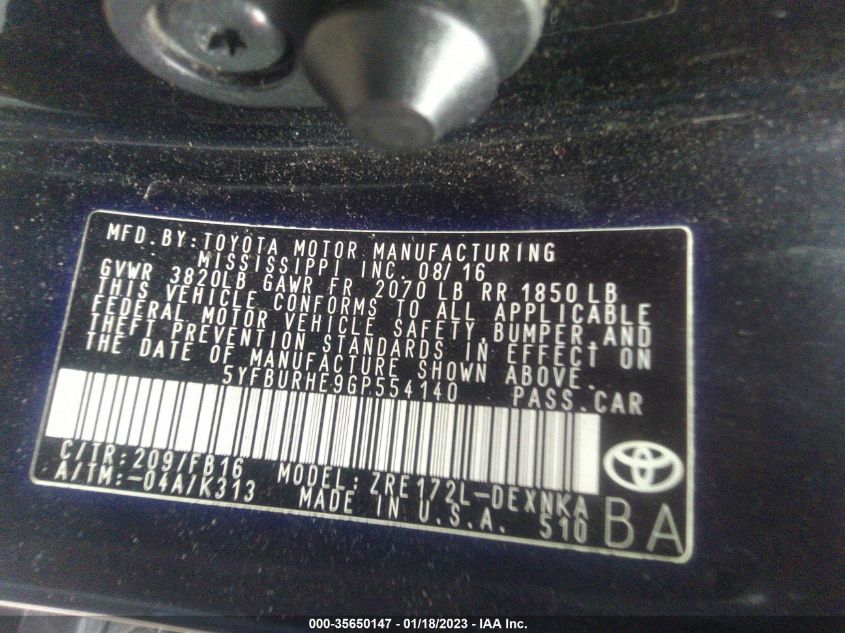 MFD.BY:TOYOTA MOTOR MANUFACTURING
MISSISSIPPI INC. 08/16
GVWR 3820LB GAWR FR 2070 LB RR 1850 LB
THIS VEHICLE CONFORMS TO ALL APPLICABLE
FEDERAL MOTOR VEHICLE SAFETY,BUMPER,AND
THEFT PREVENTION STANDARDS IN EFFECT ON
THE DATE OF MANUFACTURE SHOWN ABOVE.
5YFBURHE9GP554140 PASS.CAR
C/TR:209/FB16 MODEL:ZRE172L-DEXNKA
A/TM:-04A/K313 MADE IN U.S.A. 510
BA
000-35650147 - 01/18/2023 - IAA Inc.